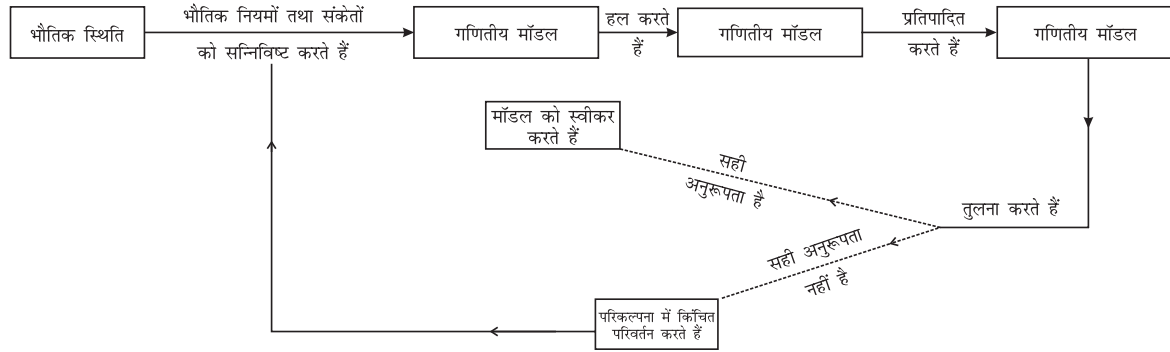 भौतिक स्थिति
भौतिक नियमों तथा संकेतों
को सन्निविष्ट करते हैं
गणितीय मॉडल
हल करते
हैं
गणितीय मॉडल
प्रतिपादित
करते हैं
गणितीय मॉडल
मॉडल को स्वीकर
करते हैं
सही
अनुरूपता है
तुलना करते हैं
सही अनुरूपता
नहीं है
परिकल्पना में किंचित
परिवर्तन करते हैं